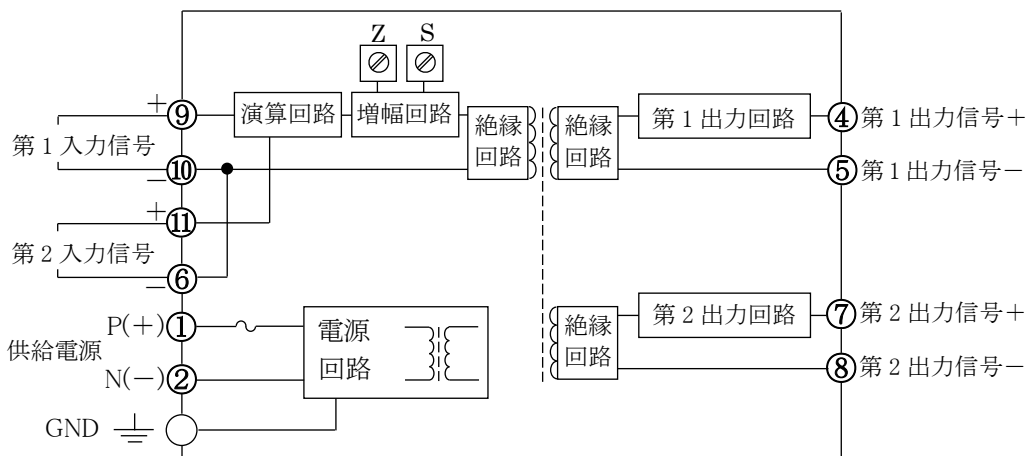 Z
S
+
⑨
演算回路
増幅回路
絶縁
回路
絶縁
回路
第1出力回路
④
第1出力信号+
第1入力信号
⑩
−
⑤
第1出力信号−
+
⑪
第2入力信号
⑥
−
P(+)
①
供給電源
N(−)
②
電源
回路
絶縁
回路
第2出力回路
⑦
第2出力信号+
⑧
第2出力信号−
GND